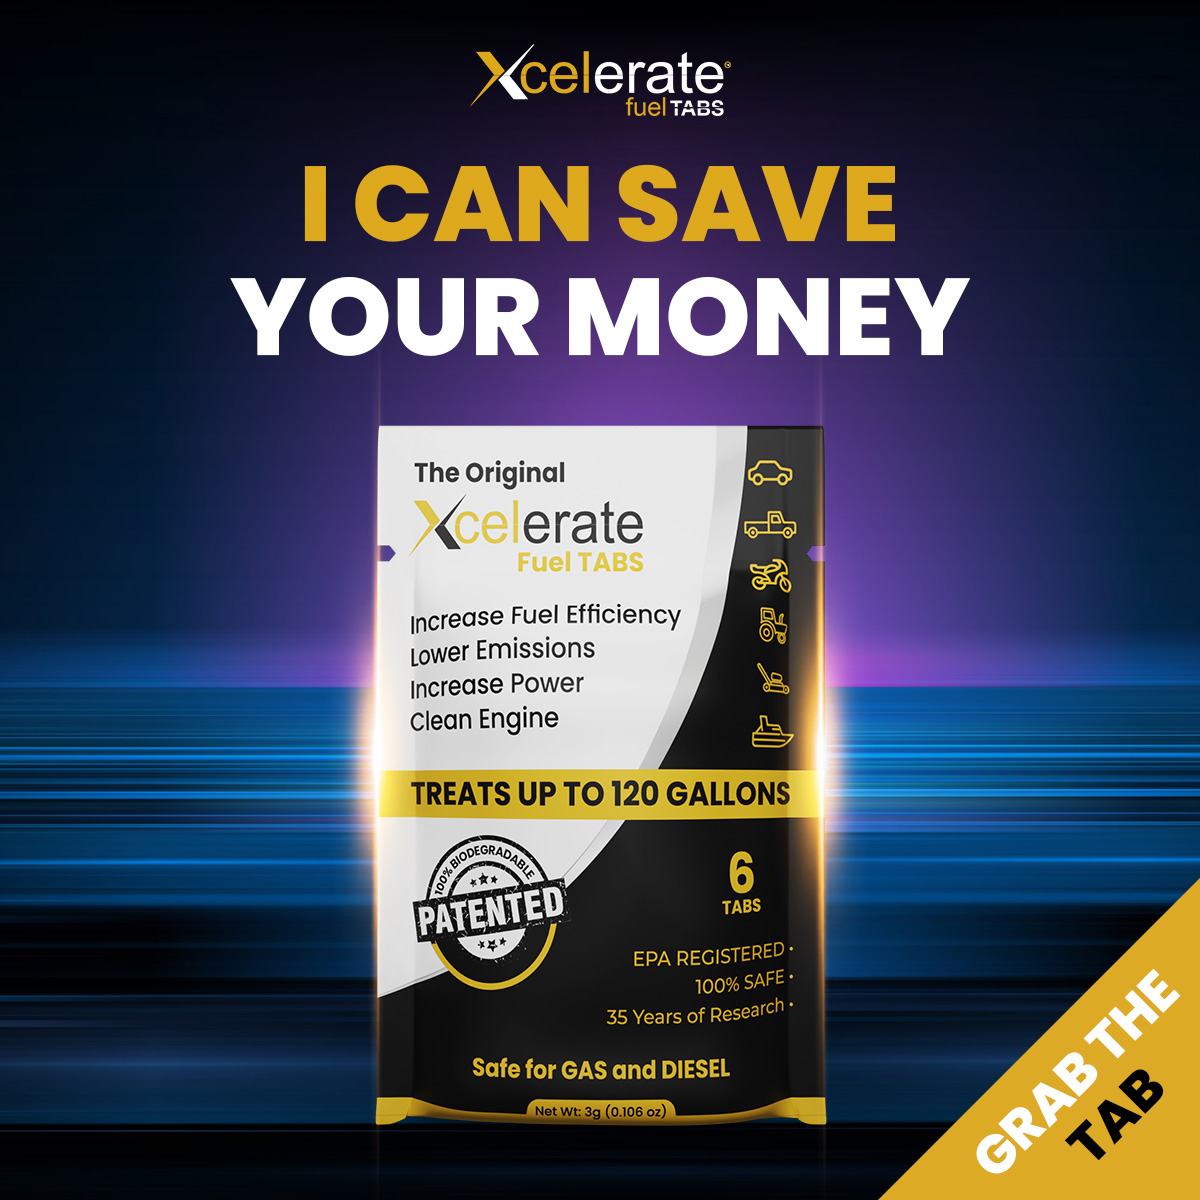 Xcelerate
fuel TABS
I CAN SAVE
YOUR MONEY
The Original
Xcelerate
Fuel TABS
Increase Fuel Efficiency
Lower Emissions
Increase Power
Clean Engine
TREATS UP TO 120 GALLONS
100% BIODEGRADABLE
PATENTED
6
TABS
EPA REGISTERED •
100% SAFE •
35 Years of Research •
Safe for GAS and DIESEL
Net Wt: 3g (0.106 oz)
GRAB THE
TAB